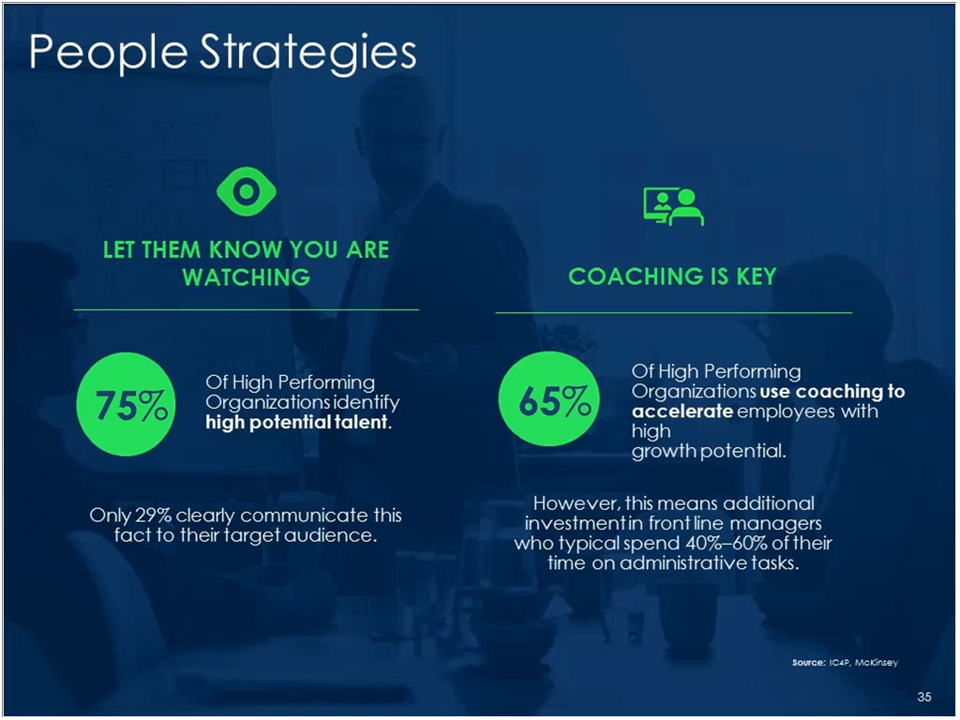 People Strategies
LET THEM KNOW YOU ARE
WATCHING
75%
Of High Performing
Organizations identify
high potential talent.
Only 29% clearly communicate this
fact to their target audience.
COACHING IS KEY
65%
Of High Performing
Organizations use coaching to
accelerate employees with
high
growth potential.
However, this means additional
investment in front line managers
who typical spend 40%–60% of their
time on administrative tasks.
Source: IC4P, McKinsey
35